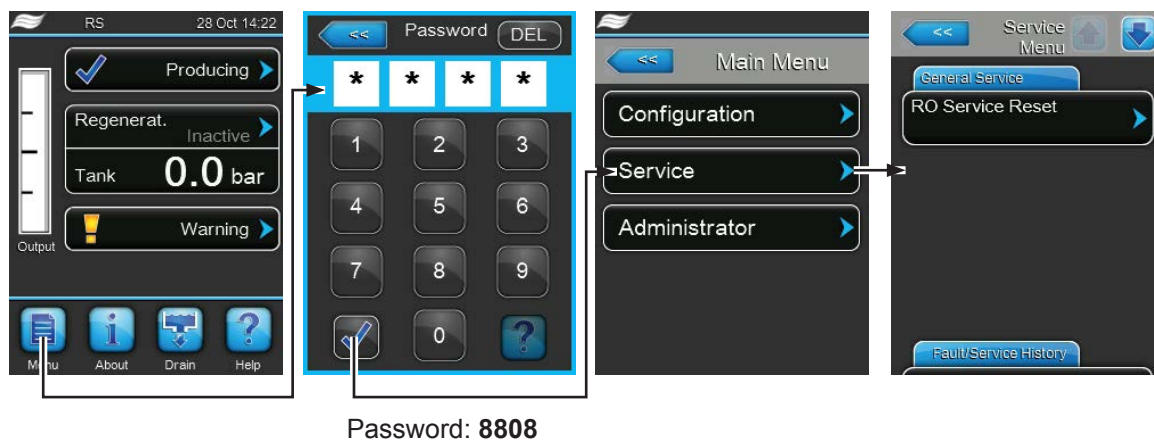 RS 28 Oct 14:22
Producing
Regenerat.
Inactive
Tank 0.0 bar
Warning
Output
Menu About Drain Help
<< Password DEL
* * * *
1 2 3
4 5 6
7 8 9
0 ?
Password: 8808
<< Main Menu
Configuration
Service
Administrator
<< Service
Menu
General Service
RO Service Reset
Fault/Service History